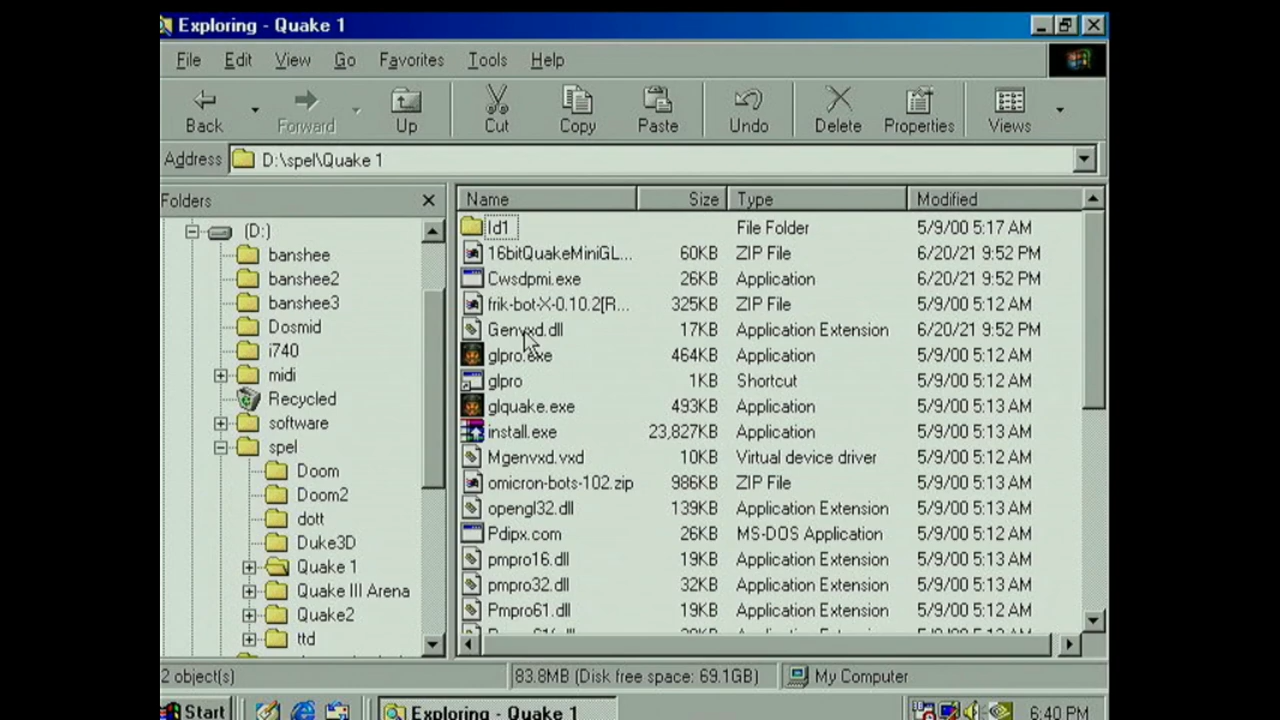 Exploring - Quake 1
File Edit View Go Favorites Tools Help
Back Forward Up Cut Copy Paste Undo Delete Properties Views
Address D:\spel\Quake 1
Folders
(D:)
banshee
banshee2
banshee3
Dosmid
i740
midi
Recycled
software
spel
Doom
Doom2
dott
Duke3D
Quake 1
Quake III Arena
Quake2
ttd
Name Size Type Modified
Id1 File Folder 5/9/00 5:17 AM
16bitQuakeMiniGL... 60KB ZIP File 6/20/21 9:52 PM
Cwsdpmi.exe 26KB Application 6/20/21 9:52 PM
frik-bot-X-0.10.2[R... 325KB ZIP File 5/9/00 5:12 AM
Genvxd.dll 17KB Application Extension 6/20/21 9:52 PM
glpro.exe 464KB Application 5/9/00 5:12 AM
glpro 1KB Shortcut 5/9/00 5:12 AM
glquake.exe 493KB Application 5/9/00 5:13 AM
install.exe 23,827KB Application 5/9/00 5:13 AM
Mgenvxd.vxd 10KB Virtual device driver 5/9/00 5:13 AM
omicron-bots-102.zip 986KB ZIP File 5/9/00 5:12 AM
opengl32.dll 139KB Application Extension 5/9/00 5:13 AM
Pdipx.com 26KB MS-DOS Application 5/9/00 5:12 AM
pmpro16.dll 19KB Application Extension 5/9/00 5:13 AM
pmpro32.dll 32KB Application Extension 5/9/00 5:13 AM
Pmpro61.dll 19KB Application Extension 5/9/00 5:12 AM
2 object(s) 83.8MB (Disk free space: 69.1GB) My Computer
Start Exploring - Quake 1 6:40 PM